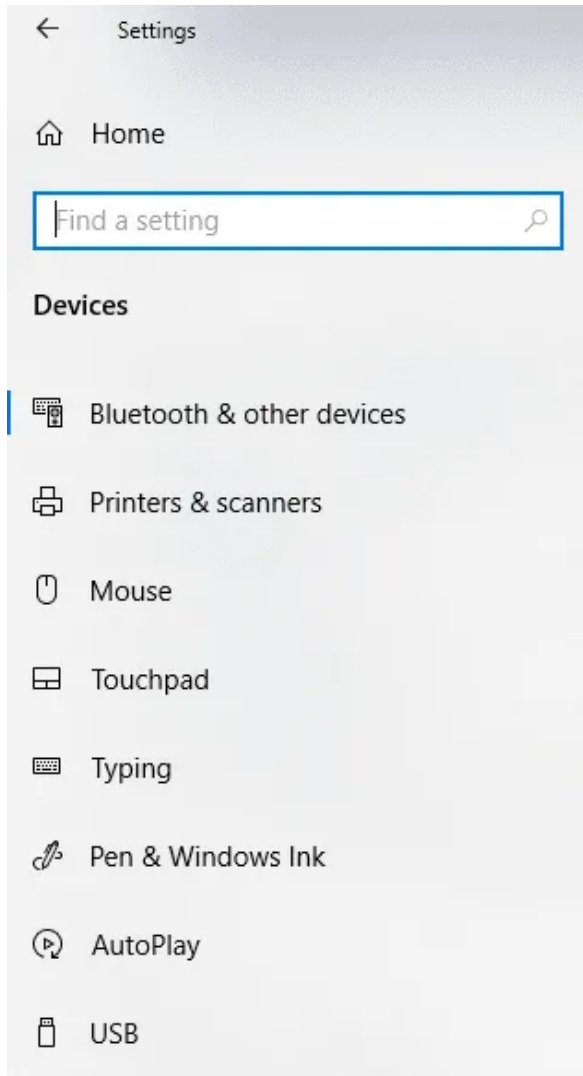 Settings
Home
Find a setting
Devices
Bluetooth & other devices
Printers & scanners
Mouse
Touchpad
Typing
Pen & Windows Ink
AutoPlay
USB